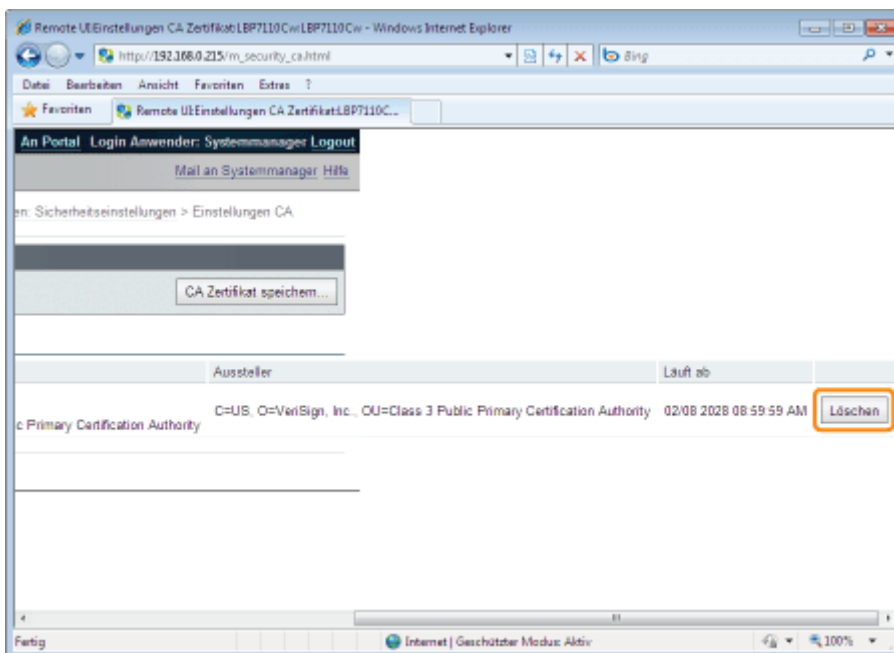 Remote UI:Einstellungen CA Zertifikat:LBP7110Cw:LBP7110Cw - Windows Internet Explorer
http://192.168.0.215/m_security_ca.html
Bing
Datei Bearbeiten Ansicht Favoriten Extras ?
Favoriten
Remote UI:Einstellungen CA Zertifikat:LBP7110C...
An Portal Login Anwender: Systemmanager Logout
Mail an Systemmanager Hilfe
en: Sicherheitseinstellungen > Einstellungen CA
CA Zertifikat speichern...
Aussteller Läuft ab
C=US, O=VeriSign, Inc., OU=Class 3 Public Primary Certification Authority 02/08 2028 08:59:59 AM Löschen
c Primary Certification Authority
Fertig Internet | Geschützter Modus: Aktiv 100%